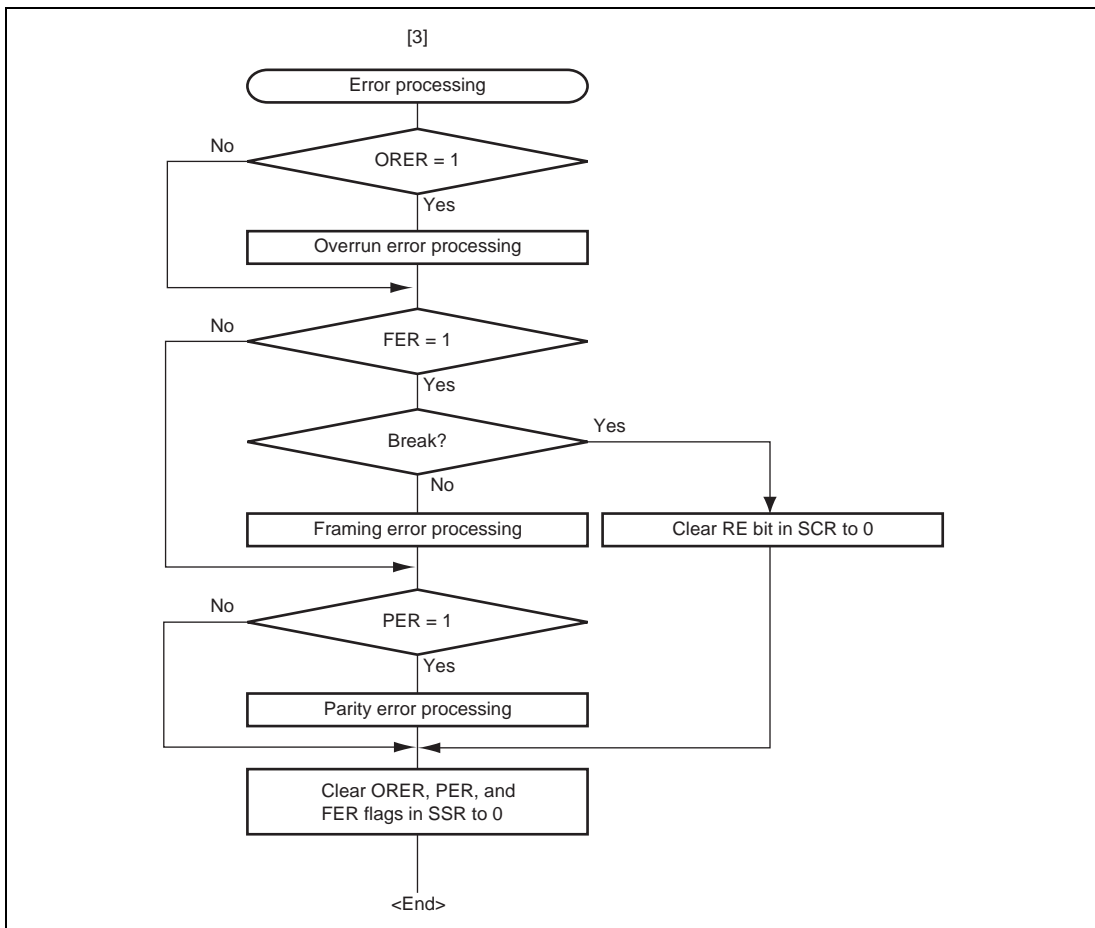 [3]
Error processing
No
ORER = 1
Yes
Overrun error processing
No
FER = 1
Yes
Break?
Yes
No
Framing error processing
Clear RE bit in SCR to 0
No
PER = 1
Yes
Parity error processing
Clear ORER, PER, and
FER flags in SSR to 0
<End>